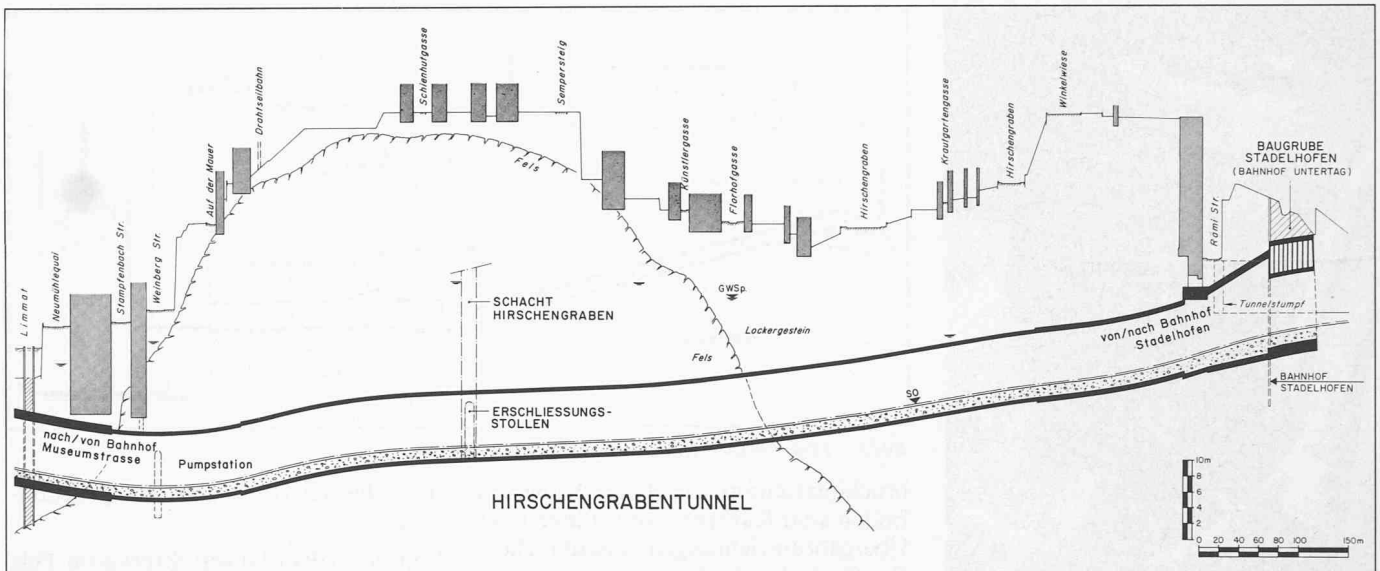 Limmat
Neumühlequai
Stampfenbach Str.
Weinberg Str.
Auf der Mauer
Drahtseilbahn
Schienhutgasse
Sempersteig
Fels
Künstlergasse
Florhofgasse
Hirschengraben
Krautgartengasse
Hirschengraben
Winkelwiese
Rämi Str.
BAUGRUBE
STADELHOFEN
(BAHNHOF UNTERTAG)
SCHACHT
HIRSCHENGRABEN
GWSp.
Lockergestein
Fels
Tunnelstumpf
von/nach Bahnhof
Stadelhofen
BAHNHOF
STADELHOFEN
ERSCHLIESSUNGS-
STOLLEN
SO
nach/von Bahnhof
Museumstrasse
Pumpstation
HIRSCHENGRABENTUNNEL
10m
8
6
4
2
0
0 20 40 60 80 100 150m